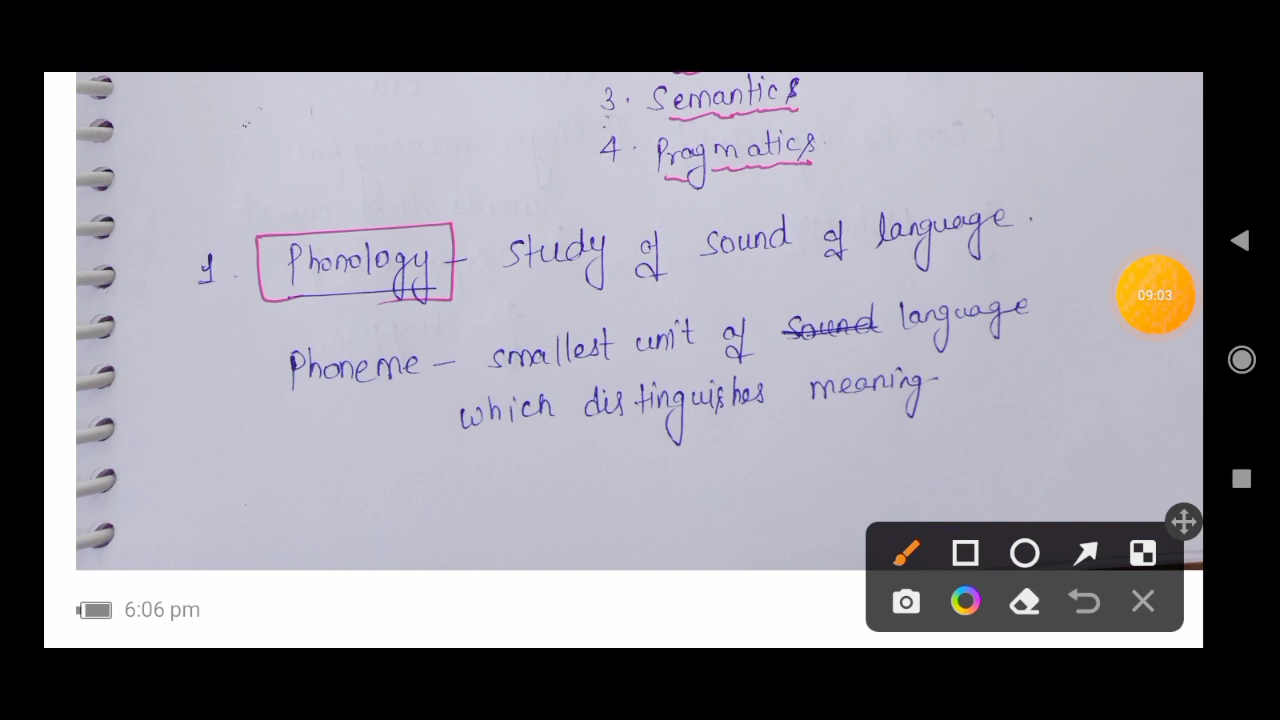 3. Semantics
4. Pragmatics.
1. Phonology - Study of sound of language.
Phoneme - smallest unit of sound language
which distinguishes meaning-
09:03
6:06 pm